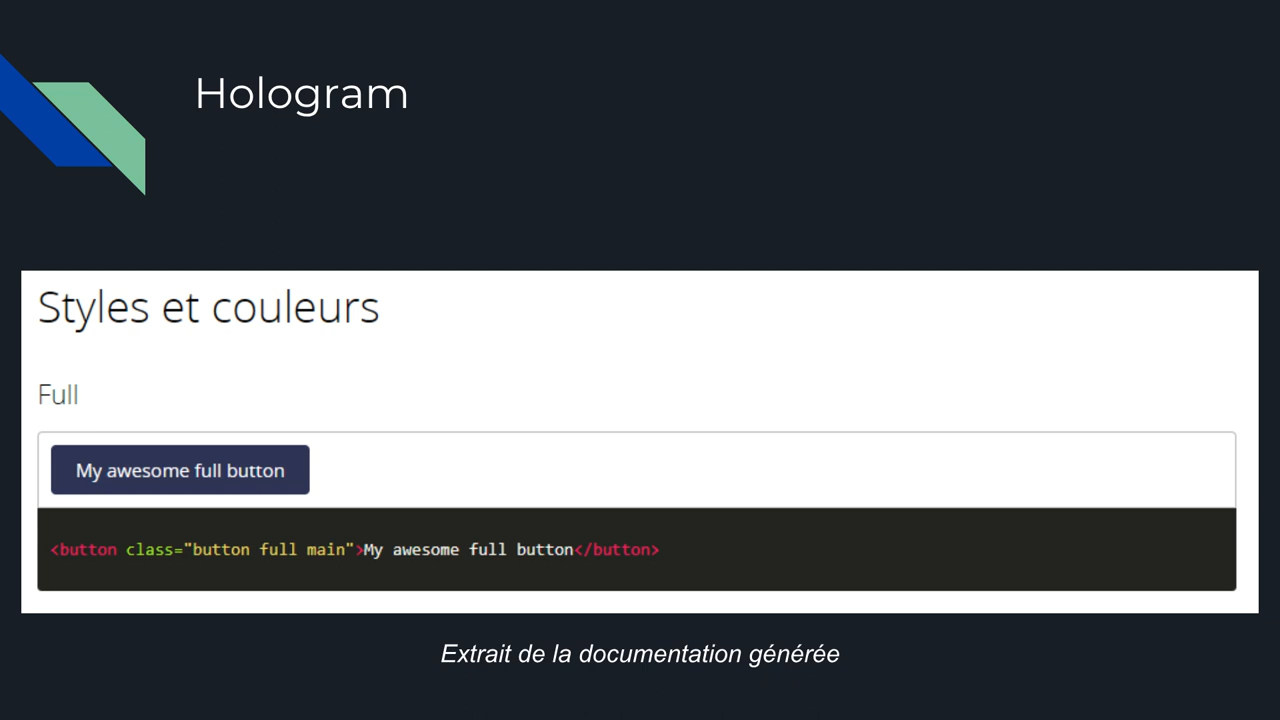 Hologram
Styles et couleurs
Full
My awesome full button
<button class="button full main">My awesome full button</button>
Extrait de la documentation générée